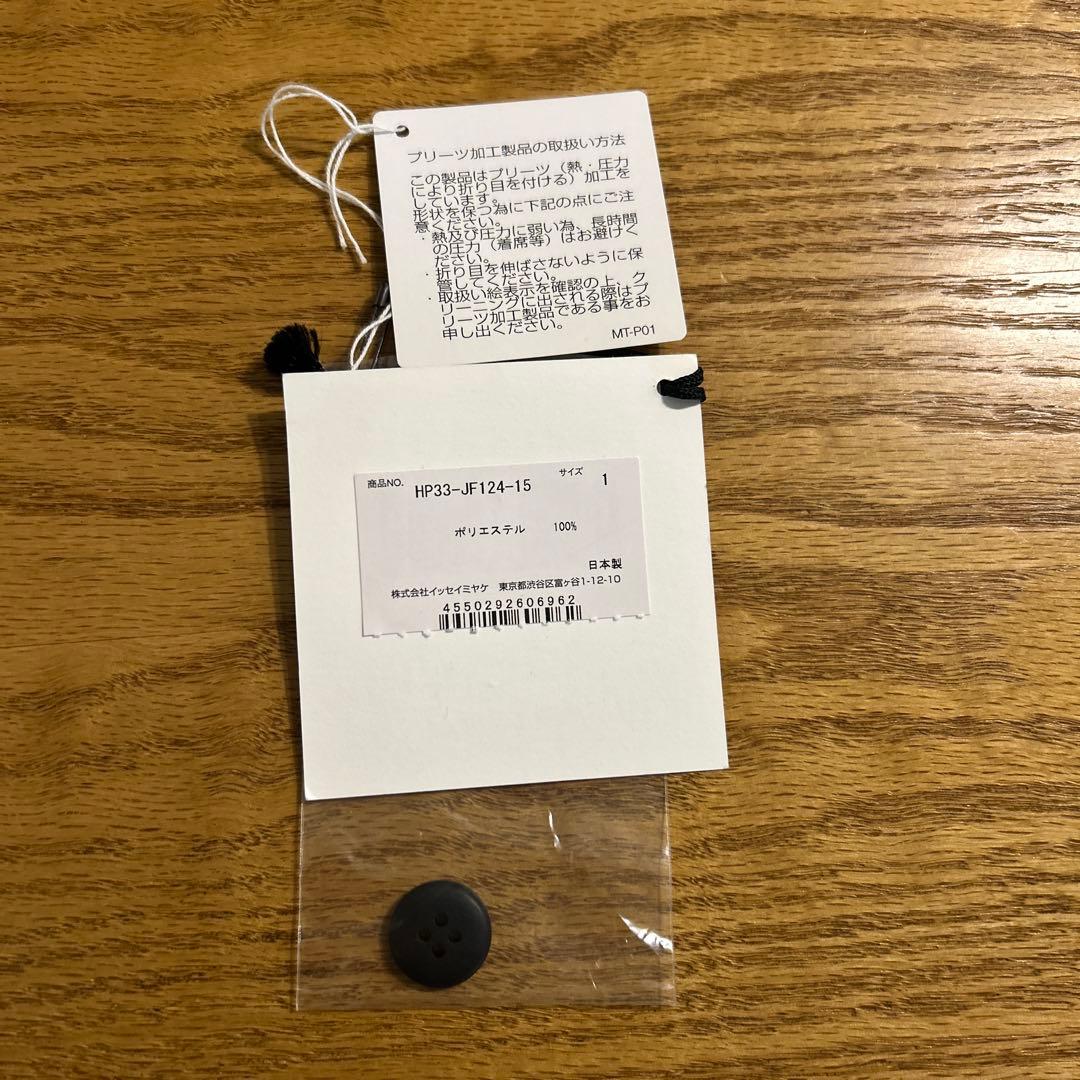 プリーツ加工製品の取扱い方法
この製品はプリーツ（熱・圧力
により折り目を付ける）加工を
しています。
形状を保つ為に下記の点にご注
意ください。
・熱及び圧力に弱い為、長時間
の圧力（着席等）はお避けく
ださい。
・折り目を伸ばさないように保
管してください。
・取扱い絵表示を確認の上、ク
リーニングに出される際はプ
リーツ加工製品である事をお
申し出ください。
MT-P01
商品NO. HP33-JF124-15 サイズ 1
ポリエステル 100%
日本製
株式会社イッセイミヤケ 東京都渋谷区富ヶ谷1-12-10
4550292606962